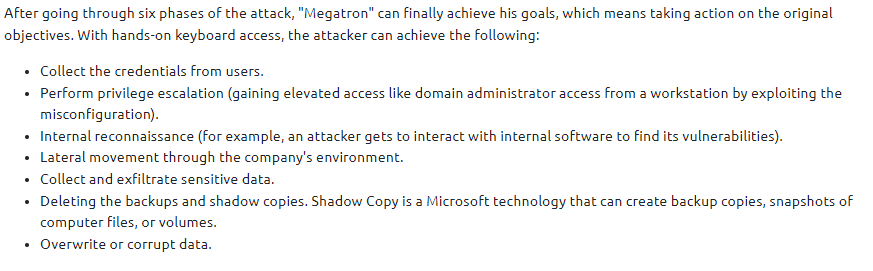 After going through six phases of the attack, "Megatron" can finally achieve his goals, which means taking action on the original
objectives. With hands-on keyboard access, the attacker can achieve the following:
• Collect the credentials from users.
• Perform privilege escalation (gaining elevated access like domain administrator access from a workstation by exploiting the
misconfiguration).
• Internal reconnaissance (for example, an attacker gets to interact with internal software to find its vulnerabilities).
• Lateral movement through the company's environment.
• Collect and exfiltrate sensitive data.
• Deleting the backups and shadow copies. Shadow Copy is a Microsoft technology that can create backup copies, snapshots of
computer files, or volumes.
• Overwrite or corrupt data.